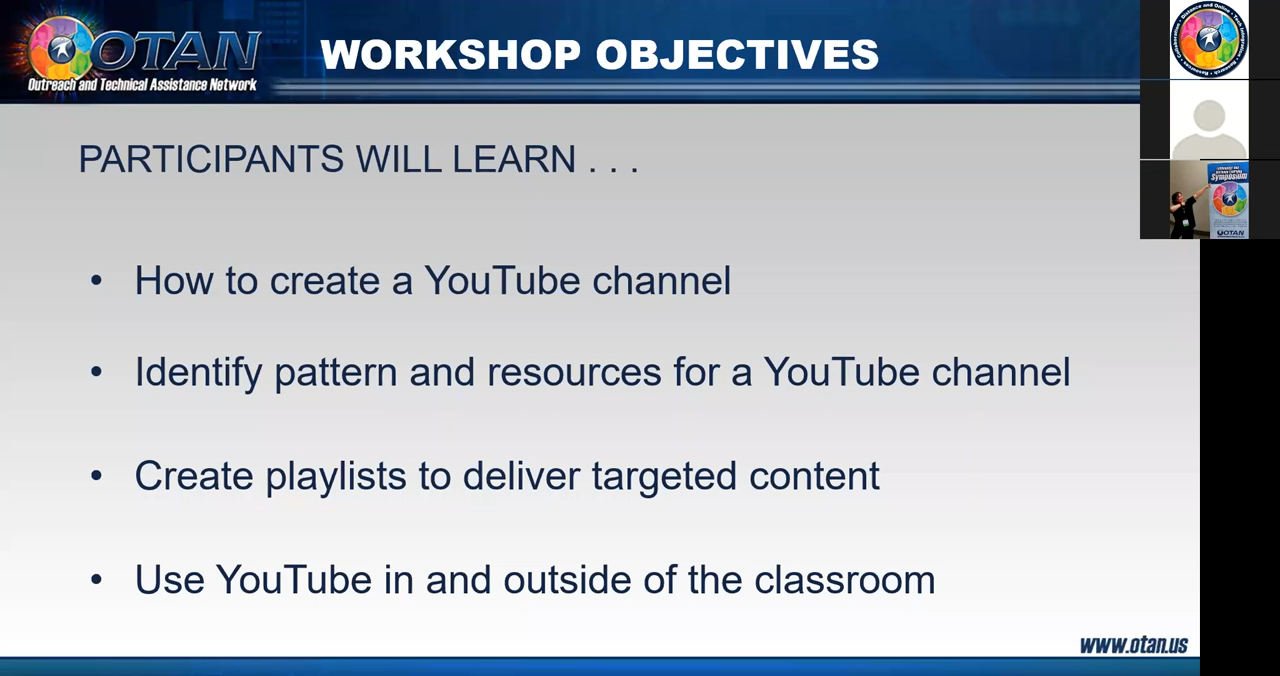 OTAN
Outreach and Technical Assistance Network
WORKSHOP OBJECTIVES
PARTICIPANTS WILL LEARN . . .
• How to create a YouTube channel
• Identify pattern and resources for a YouTube channel
• Create playlists to deliver targeted content
• Use YouTube in and outside of the classroom
www.otan.us
Symposium
OTAN